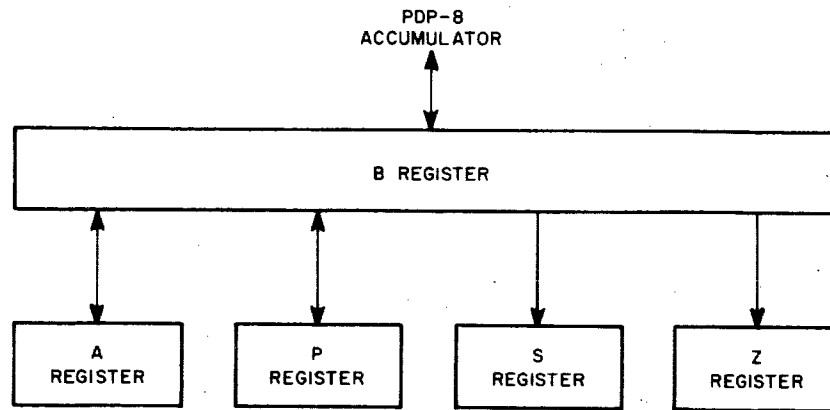 PDP-8
ACCUMULATOR
B REGISTER
A
REGISTER
P
REGISTER
S
REGISTER
Z
REGISTER